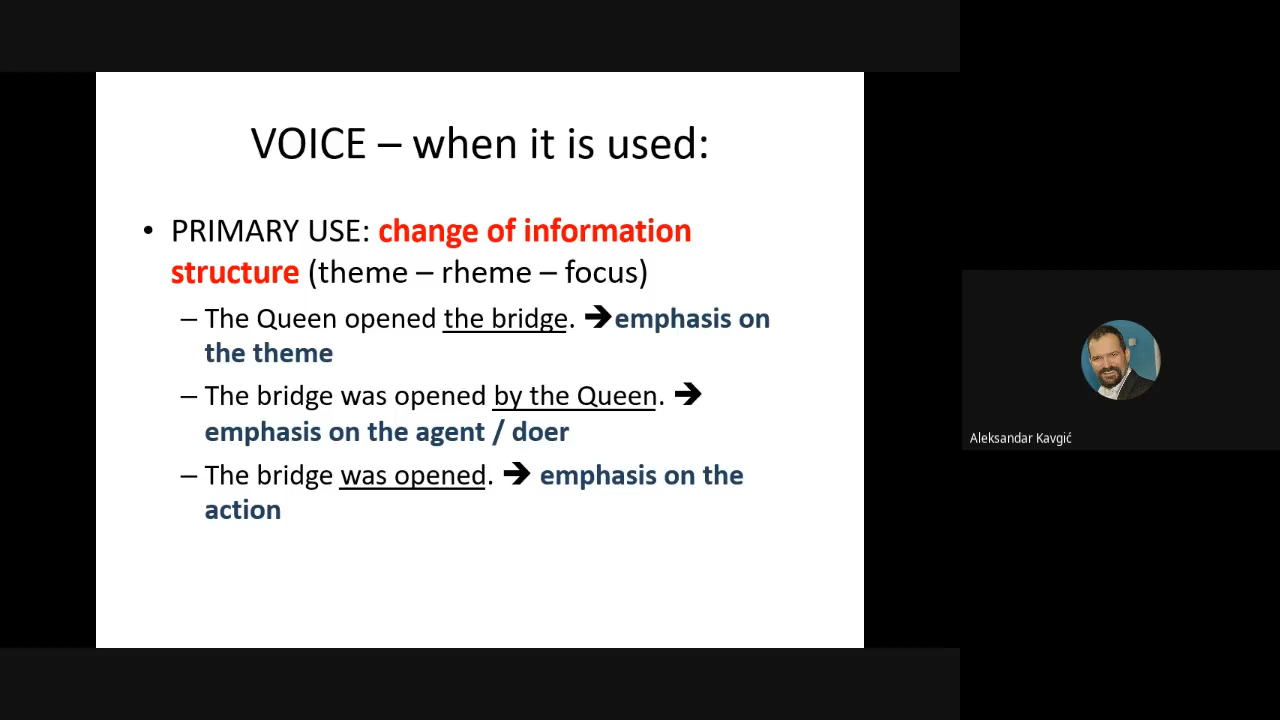 VOICE – when it is used:
• PRIMARY USE: change of information
structure (theme – rheme – focus)
– The Queen opened the bridge. 🡺emphasis on
the theme
– The bridge was opened by the Queen. 🡺
emphasis on the agent / doer
– The bridge was opened. 🡺 emphasis on the
action
Aleksandar Kavgić